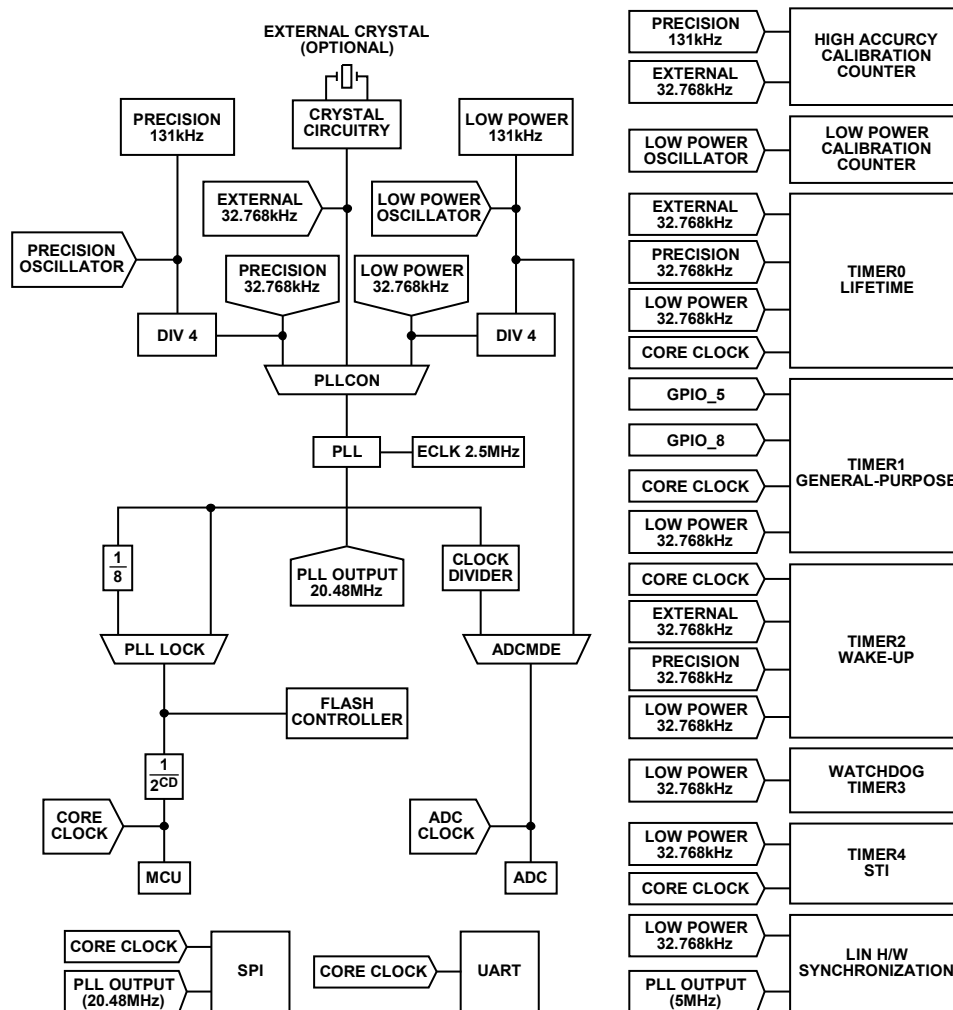 EXTERNAL CRYSTAL
(OPTIONAL)
PRECISION
131kHz
CRYSTAL
CIRCUITRY
LOW POWER
131kHz
EXTERNAL
32.768kHz
LOW POWER
OSCILLATOR
PRECISION
OSCILLATOR
PRECISION
32.768kHz
LOW POWER
32.768kHz
DIV 4
DIV 4
PLLCON
PLL
ECLK 2.5MHz
1
8
PLL OUTPUT
20.48MHz
CLOCK
DIVIDER
PLL LOCK
ADCMDE
FLASH
CONTROLLER
1
2CD
CORE
CLOCK
ADC
CLOCK
MCU
ADC
CORE CLOCK
PLL OUTPUT
(20.48MHz)
SPI
CORE CLOCK
UART
PRECISION
131kHz
EXTERNAL
32.768kHz
HIGH ACCURCY
CALIBRATION
COUNTER
LOW POWER
OSCILLATOR
LOW POWER
CALIBRATION
COUNTER
EXTERNAL
32.768kHz
PRECISION
32.768kHz
LOW POWER
32.768kHz
CORE CLOCK
TIMER0
LIFETIME
GPIO_5
GPIO_8
CORE CLOCK
LOW POWER
32.768kHz
TIMER1
GENERAL-PURPOSE
CORE CLOCK
EXTERNAL
32.768kHz
PRECISION
32.768kHz
LOW POWER
32.768kHz
TIMER2
WAKE-UP
LOW POWER
32.768kHz
WATCHDOG
TIMER3
LOW POWER
32.768kHz
CORE CLOCK
TIMER4
STI
LOW POWER
32.768kHz
PLL OUTPUT
(5MHz)
LIN H/W
SYNCHRONIZATION